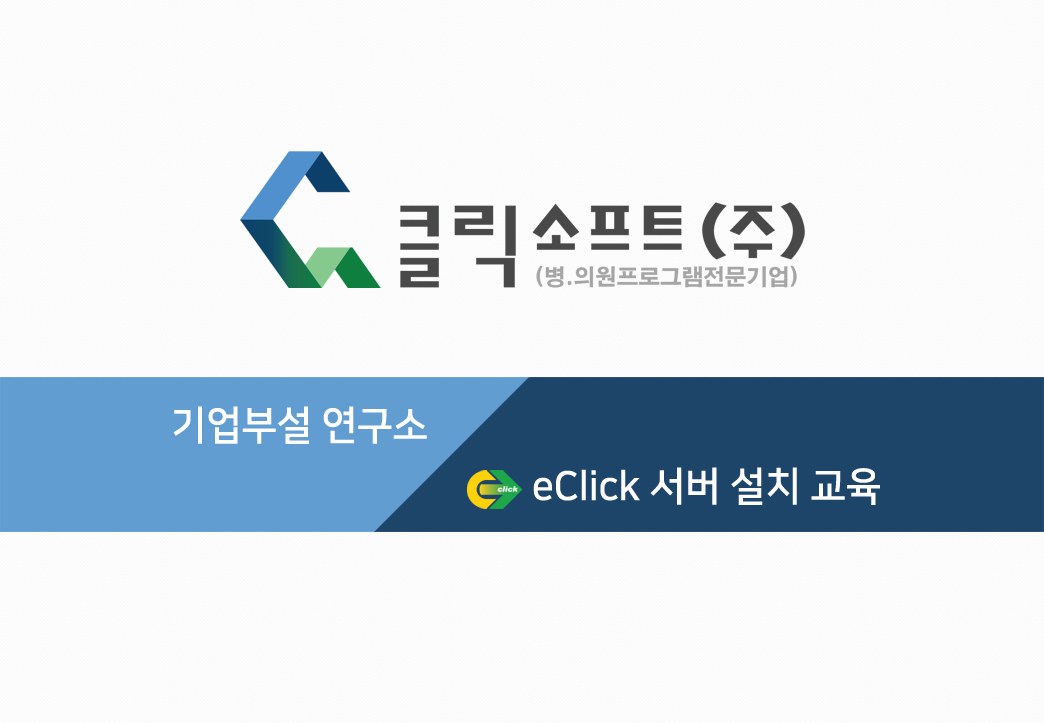 클릭소프트(주)
(병.의원프로그램전문기업)
기업부설 연구소
click
eClick 서버 설치 교육